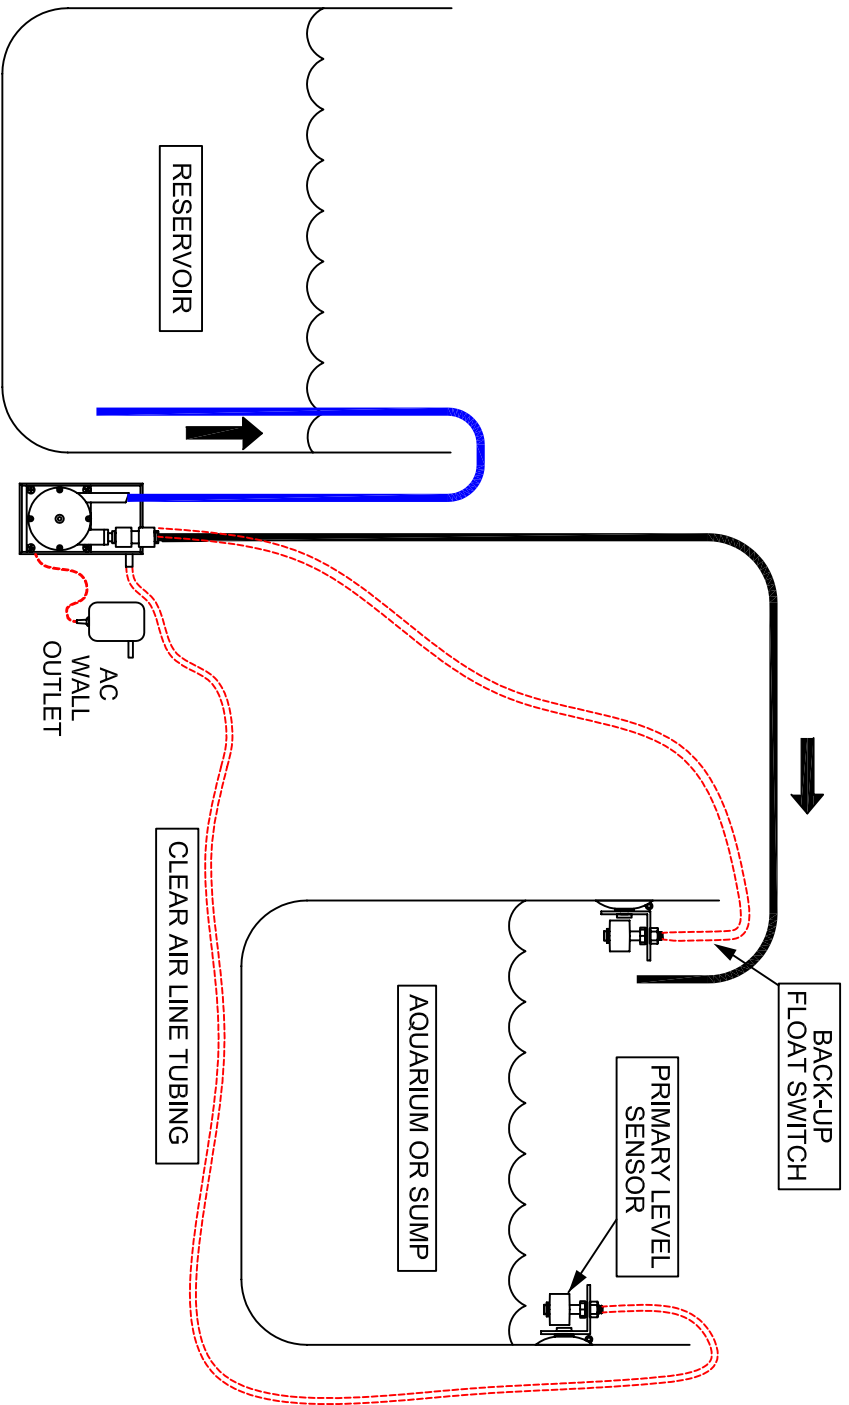 RESERVOIR
AC
WALL
OUTLET
CLEAR AIR LINE TUBING
AQUARIUM OR SUMP
BACK-UP
FLOAT SWITCH
PRIMARY LEVEL
SENSOR